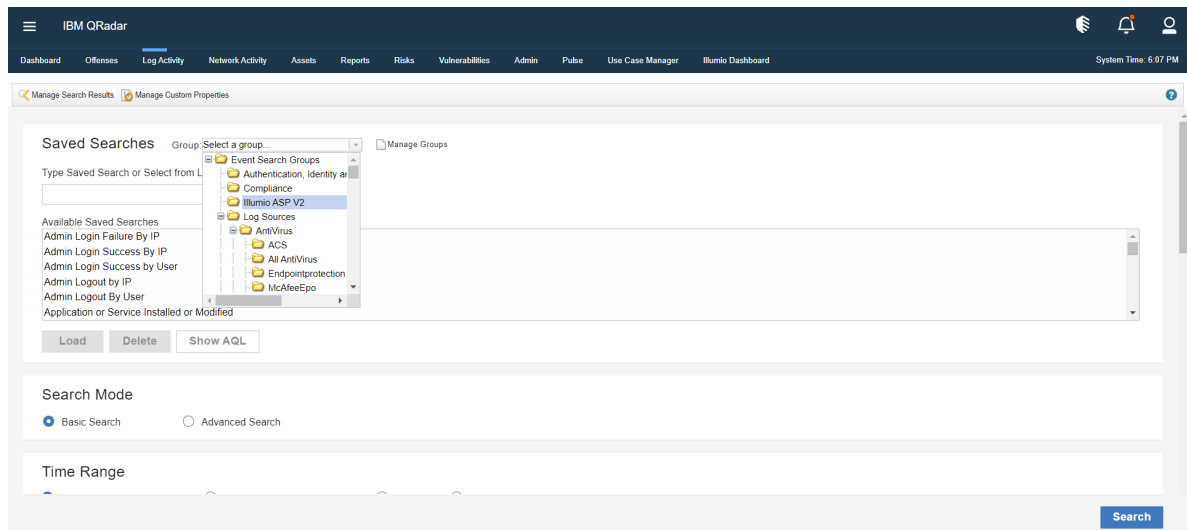 IBM QRadar
Dashboard Offenses Log Activity Network Activity Assets Reports Risks Vulnerabilities Admin Pulse Use Case Manager Illumio Dashboard System Time: 6:07 PM
Manage Search Results Manage Custom Properties
Saved Searches Group: Select a group... Manage Groups
Event Search Groups
Type Saved Search or Select from L
Authentication, Identity ar
Compliance
Illumio ASP V2
Log Sources
AntiVirus
ACS
All AntiVirus
Endpointprotection
McAfeeEpo
Available Saved Searches
Admin Login Failure By IP
Admin Login Success By IP
Admin Login Success by User
Admin Logout by IP
Admin Logout By User
Application or Service Installed or Modified
Load Delete Show AQL
Search Mode
Basic Search Advanced Search
Time Range
Search